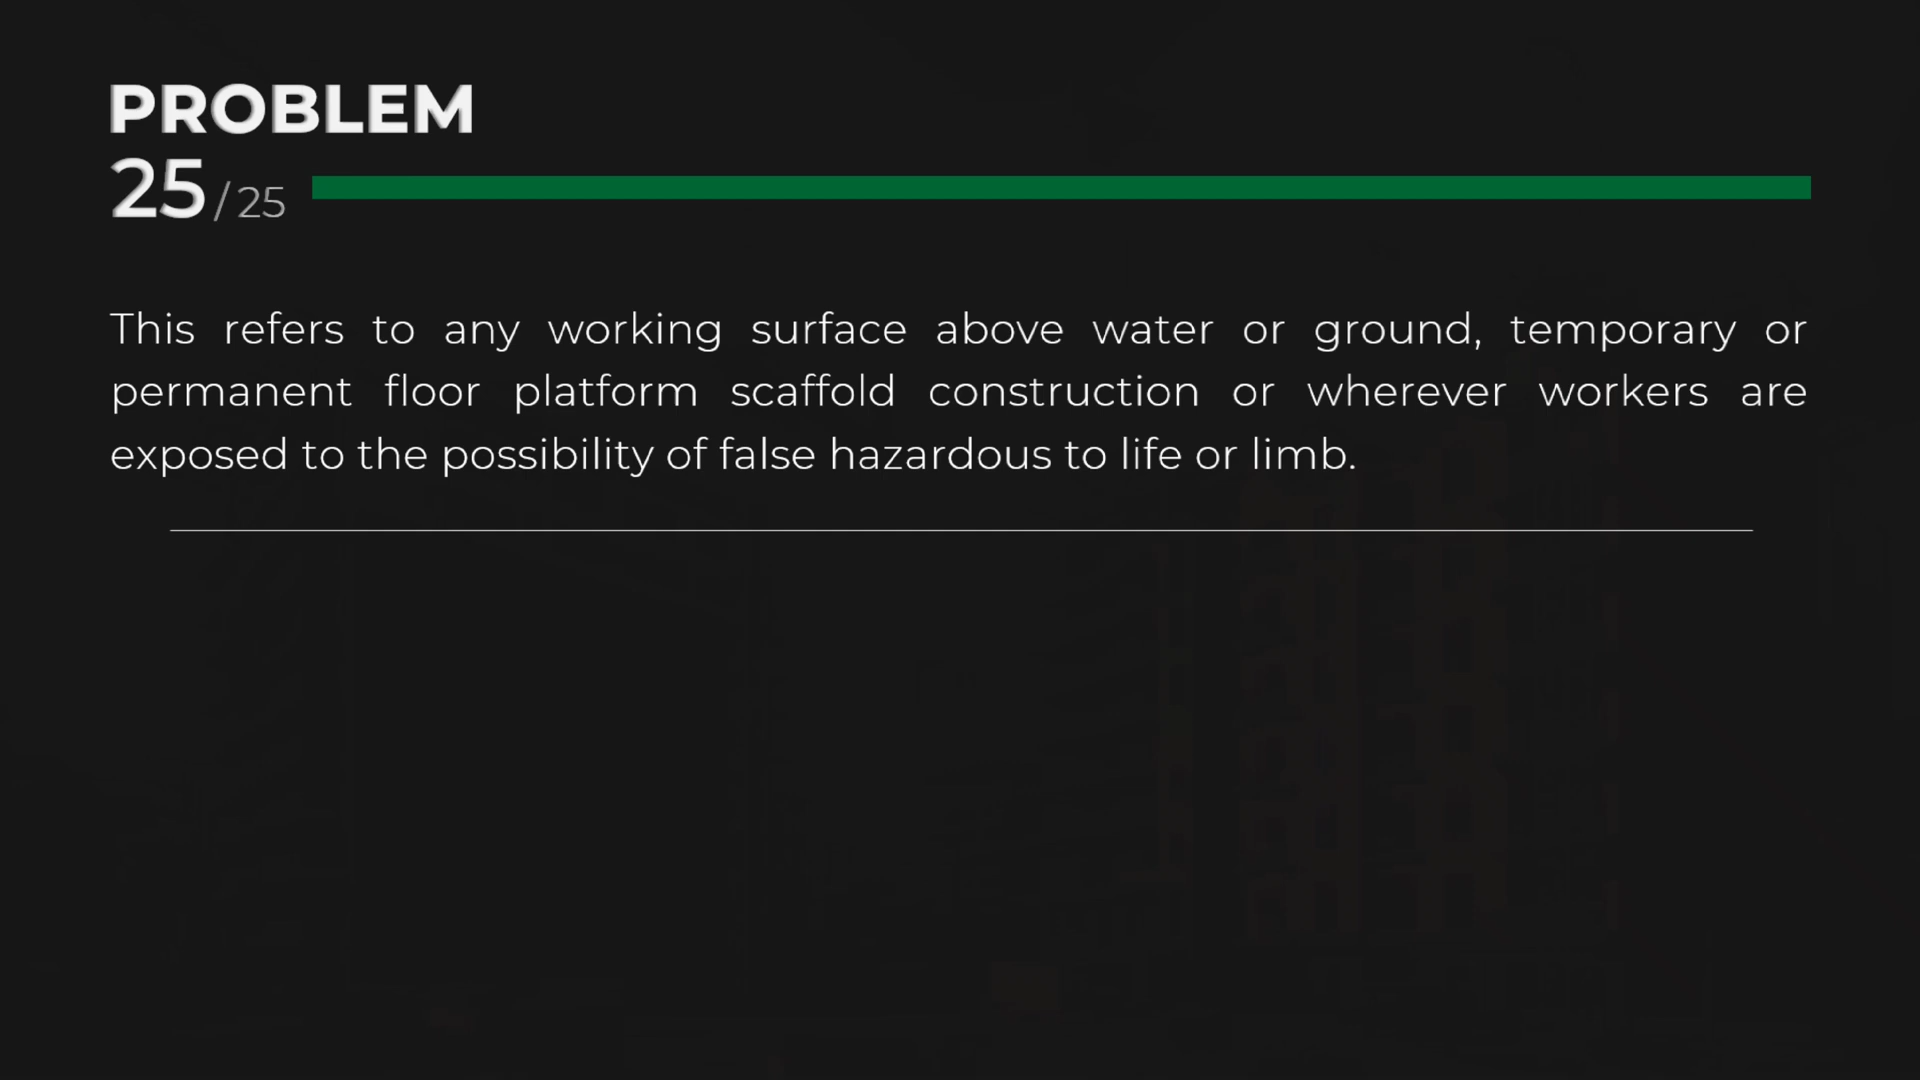 PROBLEM
25/25
This refers to any working surface above water or ground, temporary or
permanent floor platform scaffold construction or wherever workers are
exposed to the possibility of false hazardous to life or limb.